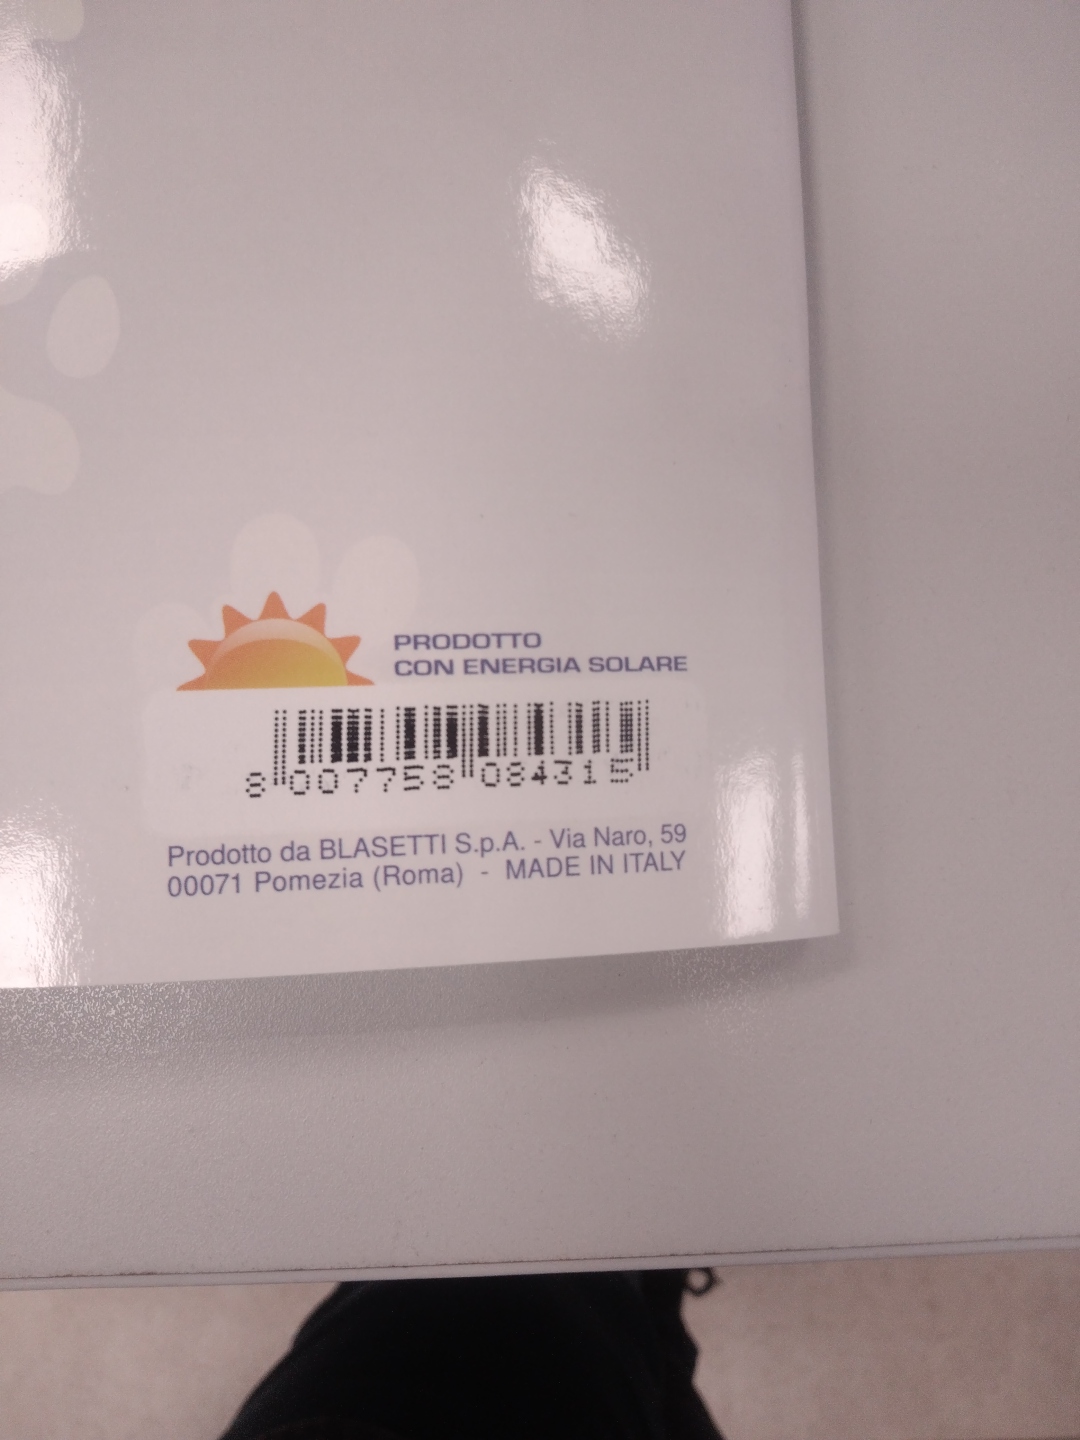 PRODOTTO
CON ENERGIA SOLARE
8 007758 084315
Prodotto da BLASETTI S.p.A. - Via Naro, 59
00071 Pomezia (Roma) - MADE IN ITALY